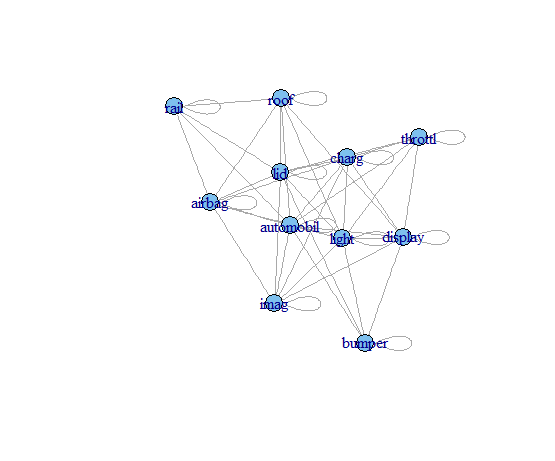 roof
rail
throttl
charg
lid
airbag
automobil
light
display
imag
bumper